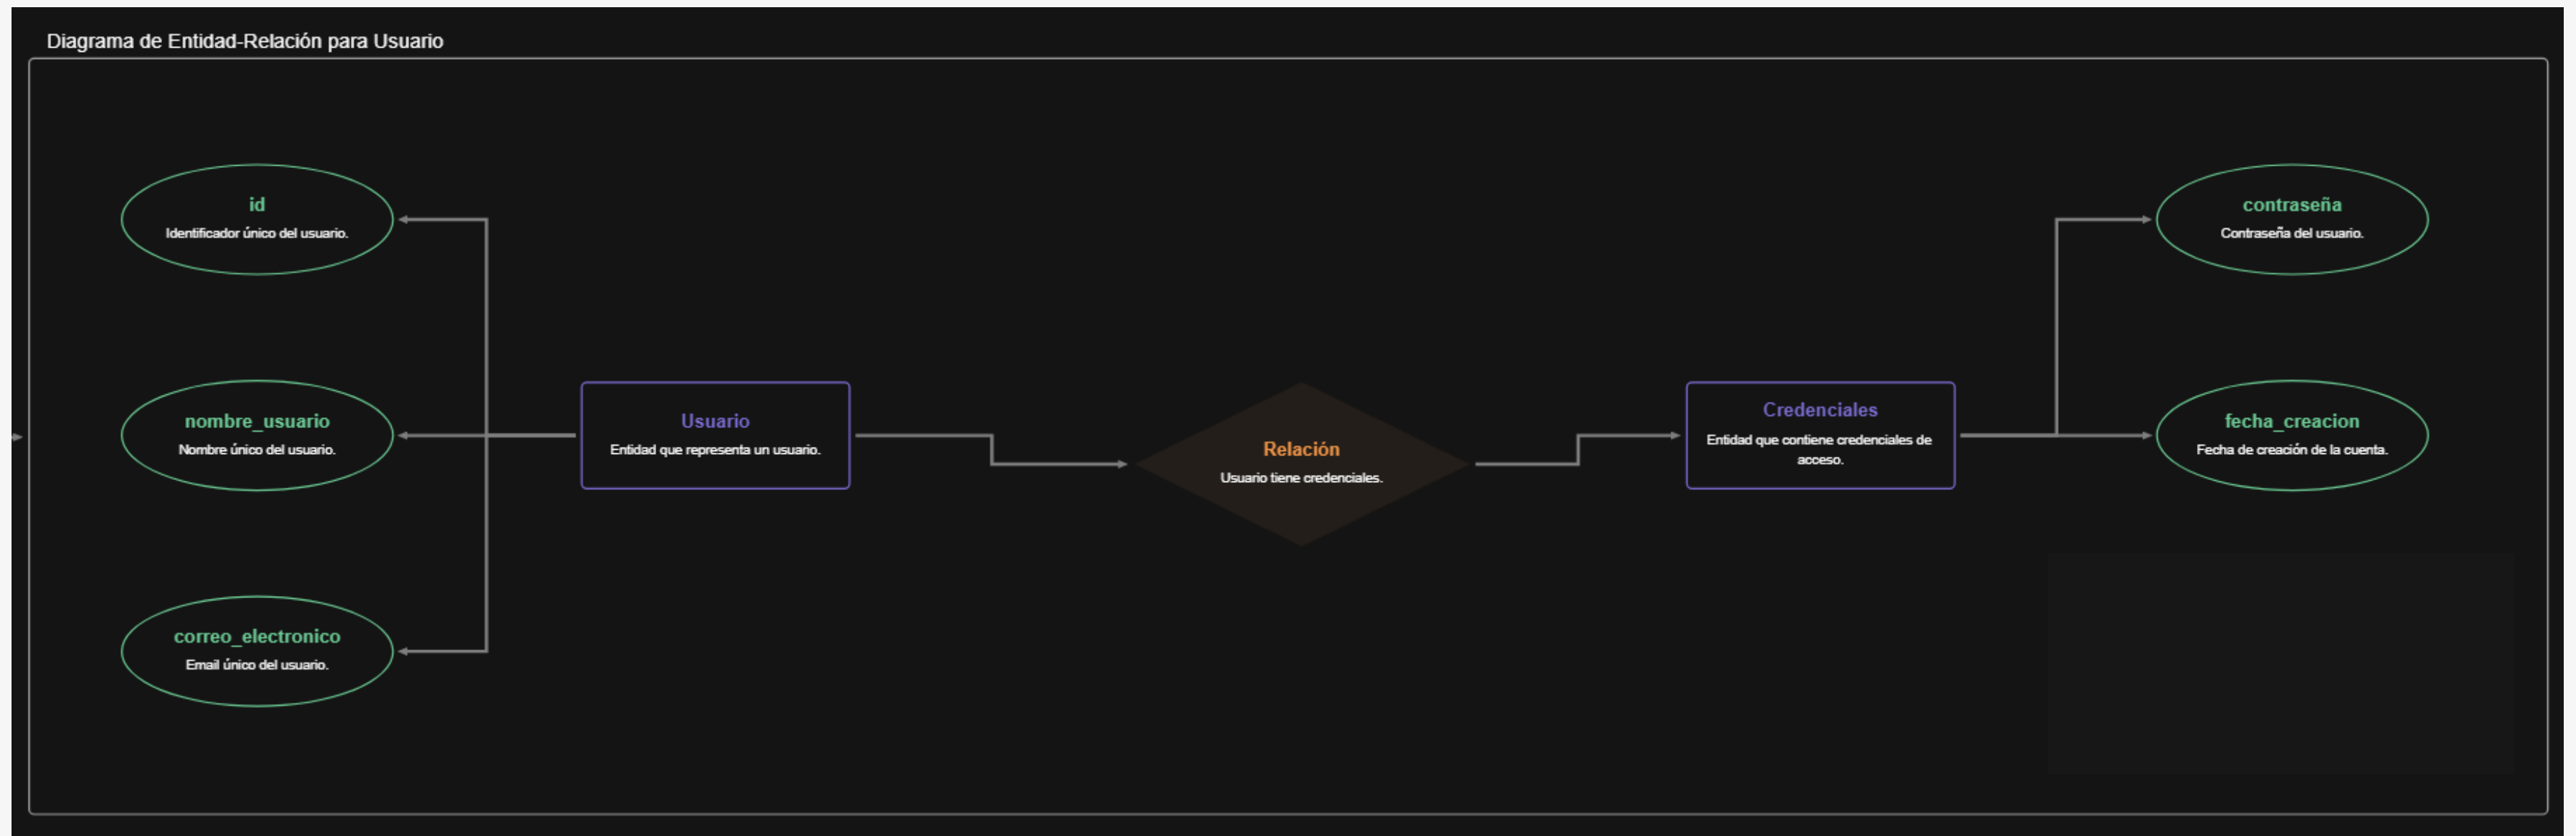 Diagrama de Entidad-Relación para Usuario
id
Identificador único del usuario.
nombre_usuario
Nombre único del usuario.
correo_electronico
Email único del usuario.
Usuario
Entidad que representa un usuario.
Relación
Usuario tiene credenciales.
Credenciales
Entidad que contiene credenciales de
acceso.
contraseña
Contraseña del usuario.
fecha_creacion
Fecha de creación de la cuenta.